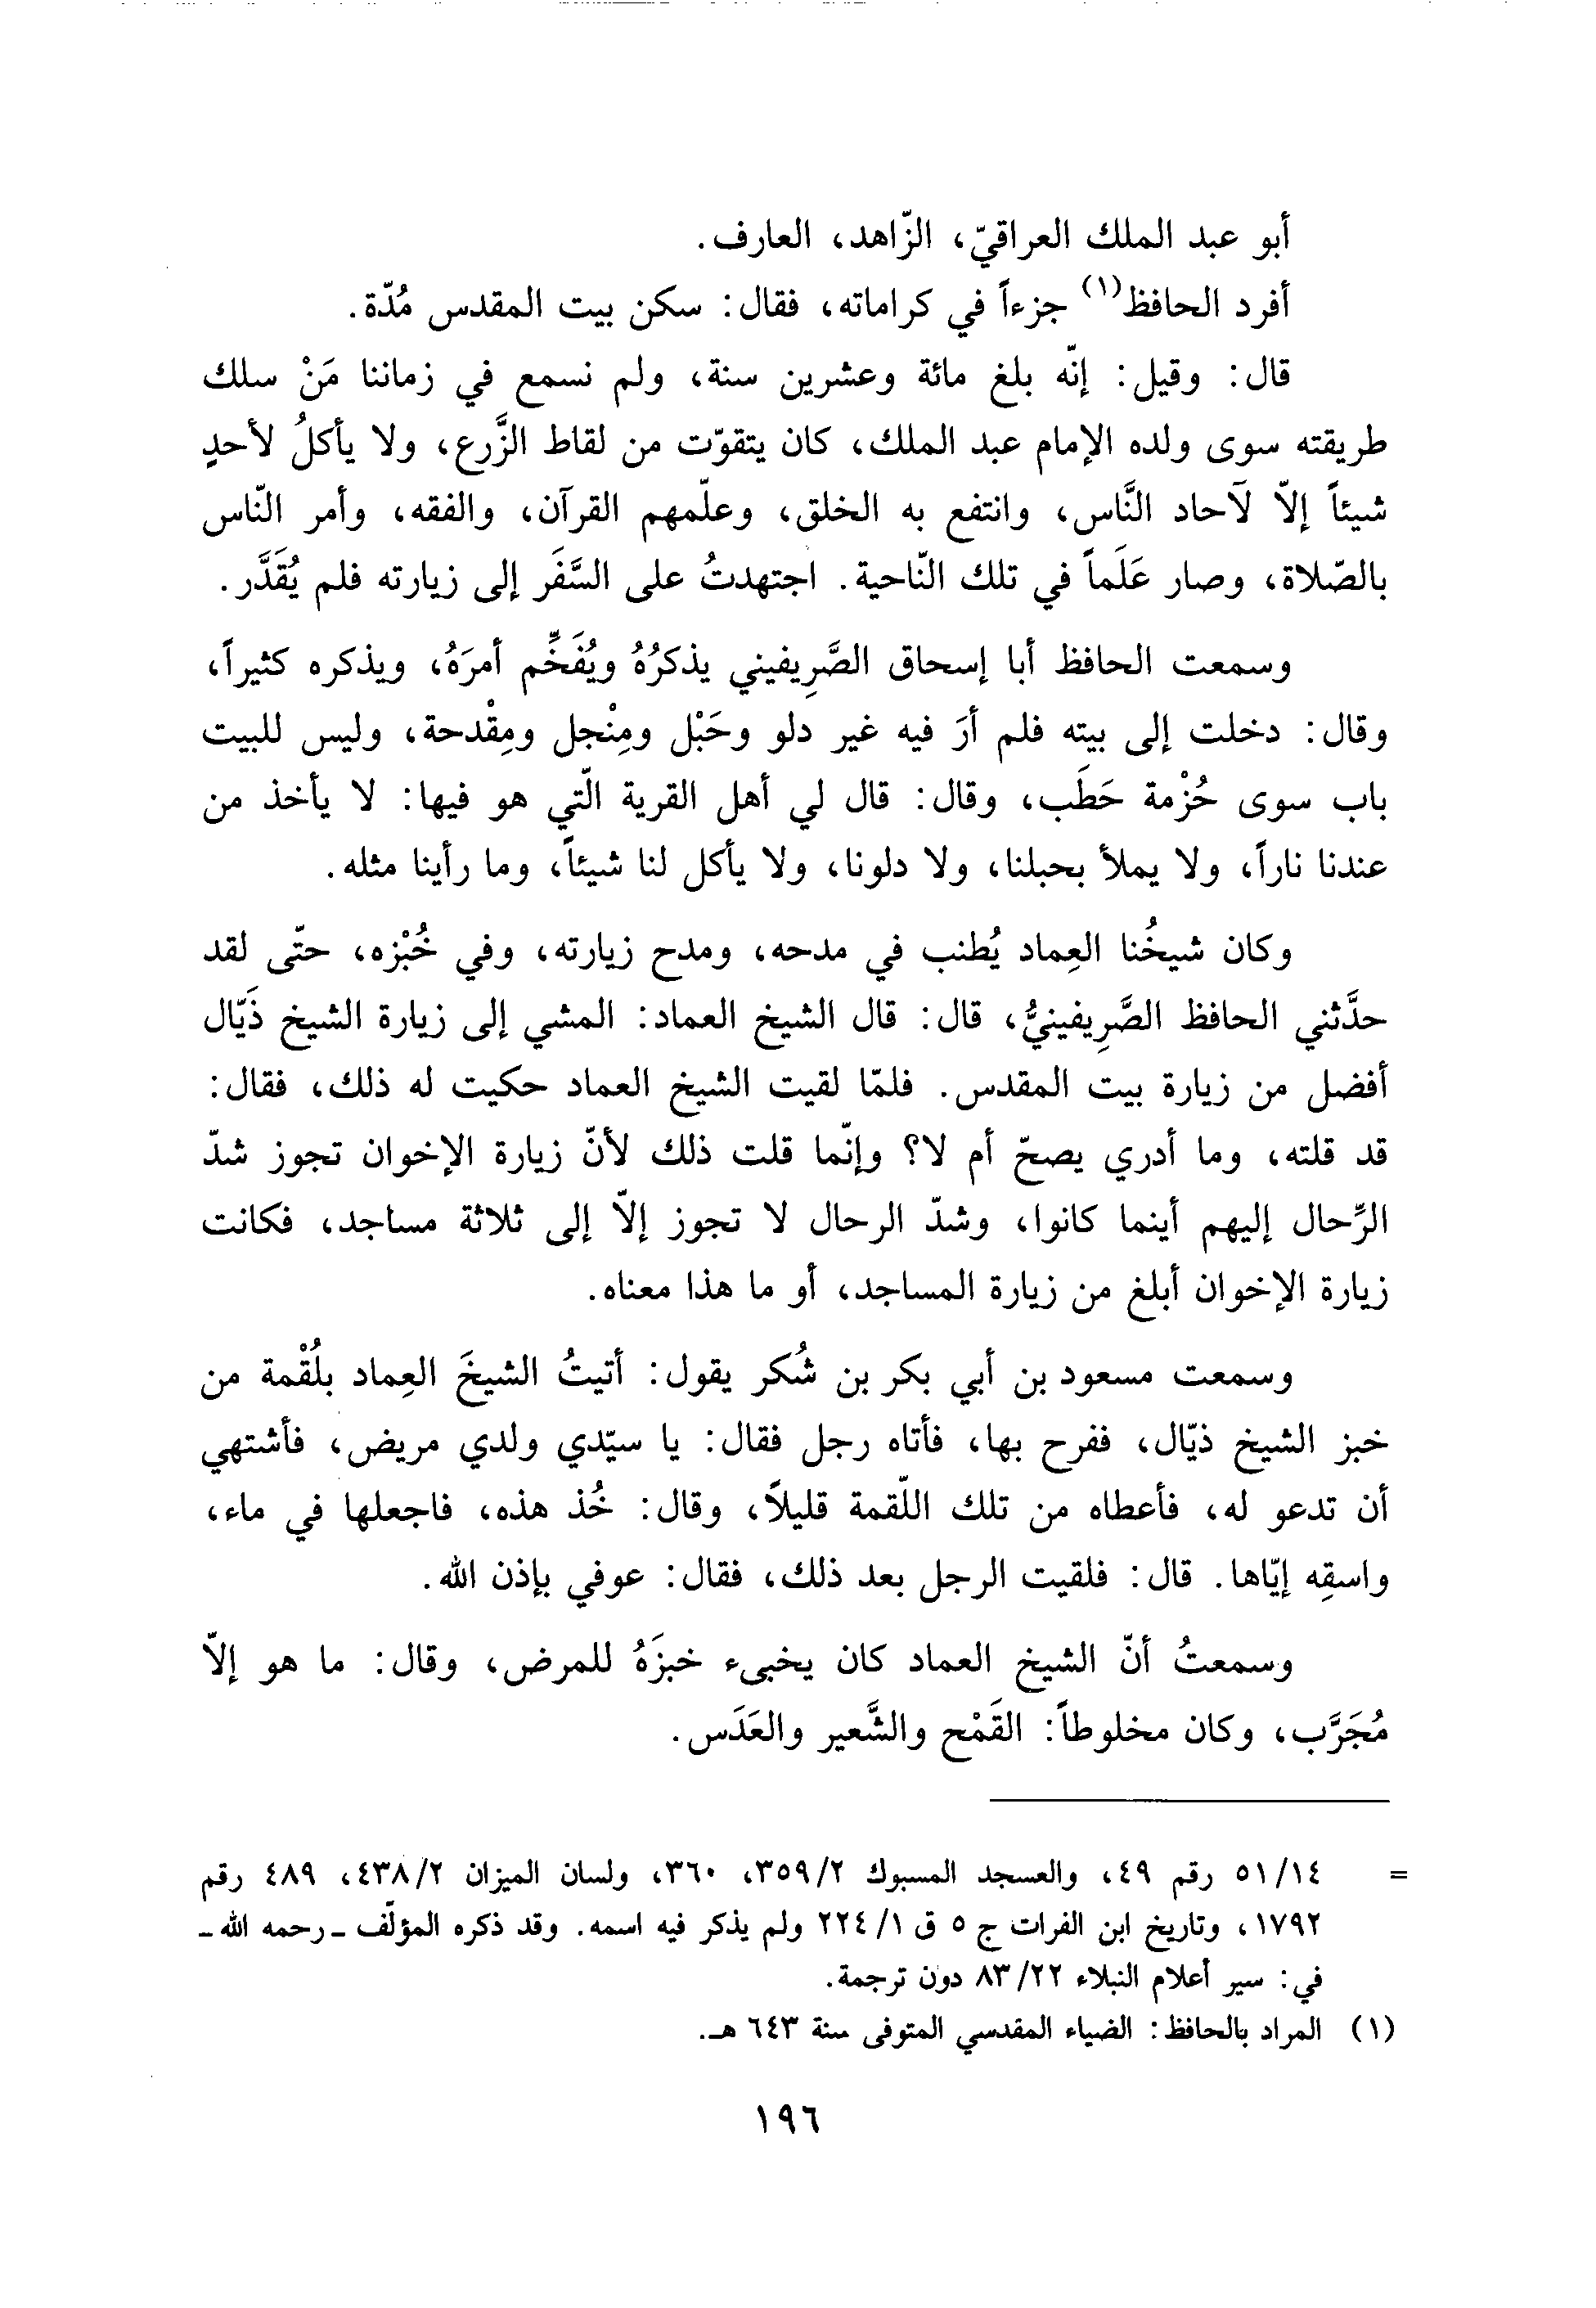 أبو عبد الملك العراقيّ، الزّاهد، العارف.
أفرد الحافظ(١) جزءاً في كراماته، فقال: سكن بيت المقدس مُدّة.
قال: وقيل: إنّه بلغ مائة وعشرين سنة، ولم نسمع في زماننا مَنْ سلك
طريقته سوى ولده الإمام عبد الملك، كان يتقوّت من لقاط الزَّرع، ولا يأكلُ لأحدٍ
شيئاً إلاّ لآحاد النَّاس، وانتفع به الخلق، وعلّمهم القرآن، والفقه، وأمر النّاس
بالصّلاة، وصار عَلَماً في تلك النّاحية. اجتهدتُ على السَّفَر إلى زيارته فلم يُقَدَّر.
وسمعت الحافظ أبا إسحاق الصَّرِيفيني يذكرُهُ ويُفَخِّم أمرَهُ، ويذكره كثيراً،
وقال: دخلت إلى بيته فلم أرَ فيه غير دلو وحَبْل ومِنْجل ومِقْدحة، وليس للبيت
باب سوى حُزْمة حَطَب، وقال: قال لي أهل القرية الّتي هو فيها: لا يأخذ من
عندنا ناراً، ولا يملأ بحبلنا، ولا دلونا، ولا يأكل لنا شيئاً، وما رأينا مثله.
وكان شيخُنا العِماد يُطنب في مدحه، ومدح زيارته، وفي خُبْزه، حتّى لقد
حدَّثني الحافظ الصَّرِيفينيُّ، قال: قال الشيخ العماد: المشي إلى زيارة الشيخ ذَيّال
أفضل من زيارة بيت المقدس. فلمّا لقيت الشيخ العماد حكيت له ذلك، فقال:
قد قلته، وما أدري يصحّ أم لا؟ وإنّما قلت ذلك لأنّ زيارة الإخوان تجوز شدّ
الرِّحال إليهم أينما كانوا، وشدّ الرحال لا تجوز إلاّ إلى ثلاثة مساجد، فكانت
زيارة الإخوان أبلغ من زيارة المساجد، أو ما هذا معناه.
وسمعت مسعود بن أبي بكر بن شُكر يقول: أتيتُ الشيخَ العِماد بلُقْمة من
خبز الشيخ ذيّال، ففرح بها، فأتاه رجل فقال: يا سيّدي ولدي مريض، فأشتهي
أن تدعو له، فأعطاه من تلك اللّقمة قليلاً، وقال: خُذ هذه، فاجعلها في ماء،
واسقِه إيّاها. قال: فلقيت الرجل بعد ذلك، فقال: عوفي بإذن الله.
وسمعتُ أنّ الشيخ العماد كان يخبىء خبزَهُ للمرض، وقال: ما هو إلاّ
مُجَرَّب، وكان مخلوطاً: القَمْح والشَّعير والعَدَس.
= ٥١/١٤ رقم ٤٩، والعسجد المسبوك ٣٥٩/٢، ٣٦٠، ولسان الميزان ٤٣٨/٢، ٤٨٩ رقم
١٧٩٢، وتاريخ ابن الفرات ج ٥ ق ٢٢٤/١ ولم يذكر فيه اسمه. وقد ذكره المؤلّف ـ رحمه الله ـ
في: سير أعلام النبلاء ٨٣/٢٢ دون ترجمة.
(١) المراد بالحافظ: الضياء المقدسي المتوفى سنة ٦٤٣ هـ.
١٩٦